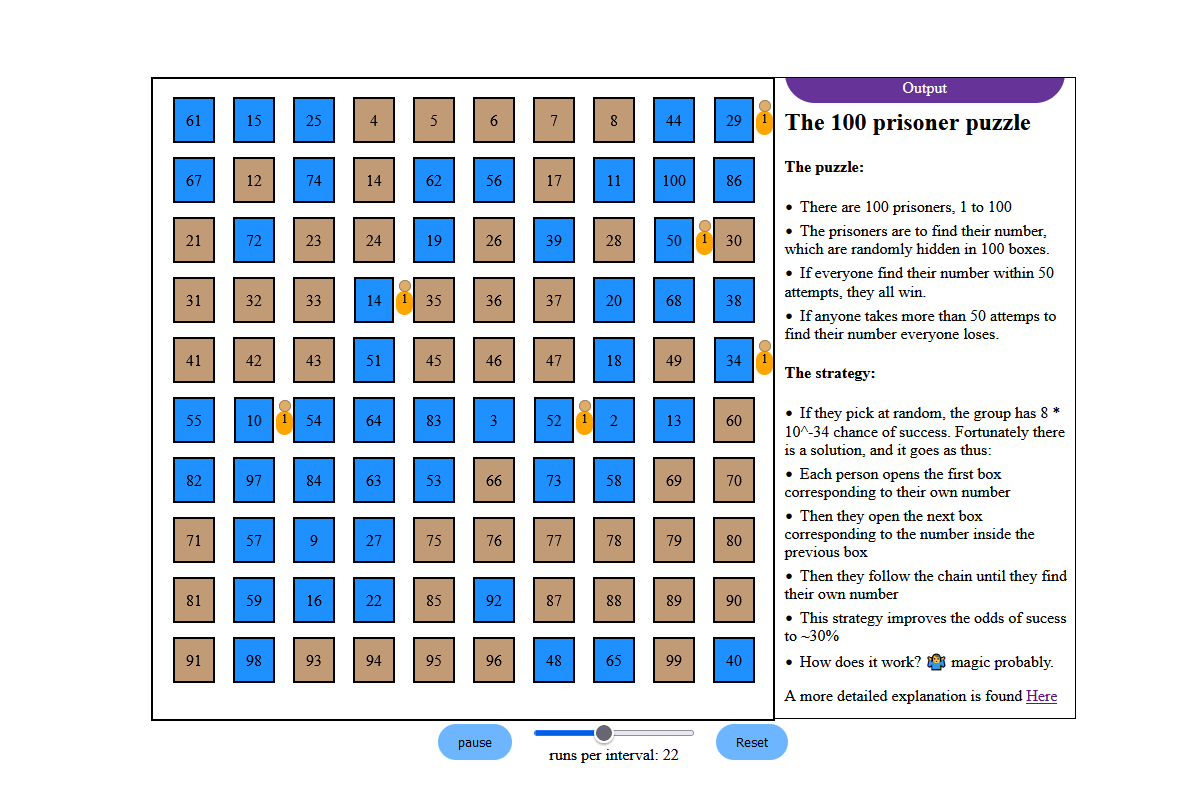 Output
61 15 25 4 5 6 7 8 44 29 1
67 12 74 14 62 56 17 11 100 86
21 72 23 24 19 26 39 28 50 1 30
31 32 33 14 1 35 36 37 20 68 38
41 42 43 51 45 46 47 18 49 34 1
55 10 1 54 64 83 3 52 1 2 13 60
82 97 84 63 53 66 73 58 69 70
71 57 9 27 75 76 77 78 79 80
81 59 16 22 85 92 87 88 89 90
91 98 93 94 95 96 48 65 99 40
The 100 prisoner puzzle
The puzzle:
• There are 100 prisoners, 1 to 100
• The prisoners are to find their number,
which are randomly hidden in 100 boxes.
• If everyone find their number within 50
attempts, they all win.
• If anyone takes more than 50 attemps to
find their number everyone loses.
The strategy:
• If they pick at random, the group has 8 *
10^-34 chance of success. Fortunately there
is a solution, and it goes as thus:
• Each person opens the first box
corresponding to their own number
• Then they open the next box
corresponding to the number inside the
previous box
• Then they follow the chain until they find
their own number
• This strategy improves the odds of sucess
to ~30%
• How does it work? 🤷 magic probably.
A more detailed explanation is found Here
pause
runs per interval: 22
Reset